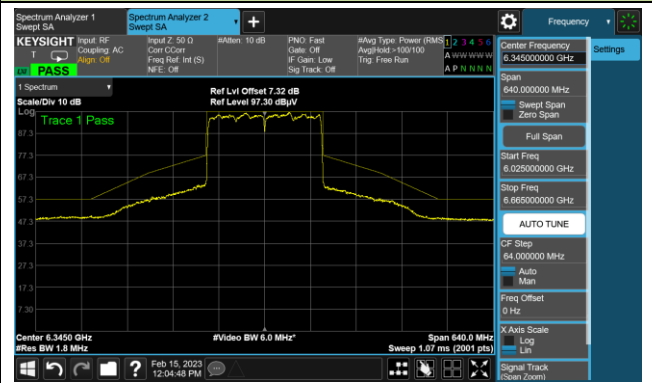 Spectrum Analyzer 1
Swept SA
Spectrum Analyzer 2
Swept SA
Frequency
KEYSIGHT
T
PASS
Input: RF
Coupling: AC
Align: Off
Input Z: 50 Ω
Corr CCorr
Freq Ref: Int (S)
NFE: Off
#Atten: 10 dB
PNO: Fast
Gate: Off
IF Gain: Low
Sig Track: Off
#Avg Type: Power (RMS
Avg|Hold:>100/100
Trig: Free Run
1 2 3 4 5 6
A W W W W W
A P N N N N
1 Spectrum
Scale/Div 10 dB
Ref Lvl Offset 7.32 dB
Ref Level 97.30 dBµV
Log
Trace 1 Pass
87.3
77.3
67.3
57.3
47.3
37.3
27.3
17.3
7.30
Center 6.3450 GHz
#Res BW 1.8 MHz
#Video BW 6.0 MHz*
Span 640.0 MHz
Sweep 1.07 ms (2001 pts)
Feb 15, 2023
12:04:48 PM
Center Frequency
6.345000000 GHz
Settings
Span
640.000000 MHz
Swept Span
Zero Span
Full Span
Start Freq
6.025000000 GHz
Stop Freq
6.665000000 GHz
AUTO TUNE
CF Step
64.000000 MHz
Auto
Man
Freq Offset
0 Hz
X Axis Scale
Log
Lin
Signal Track
(Span Zoom)